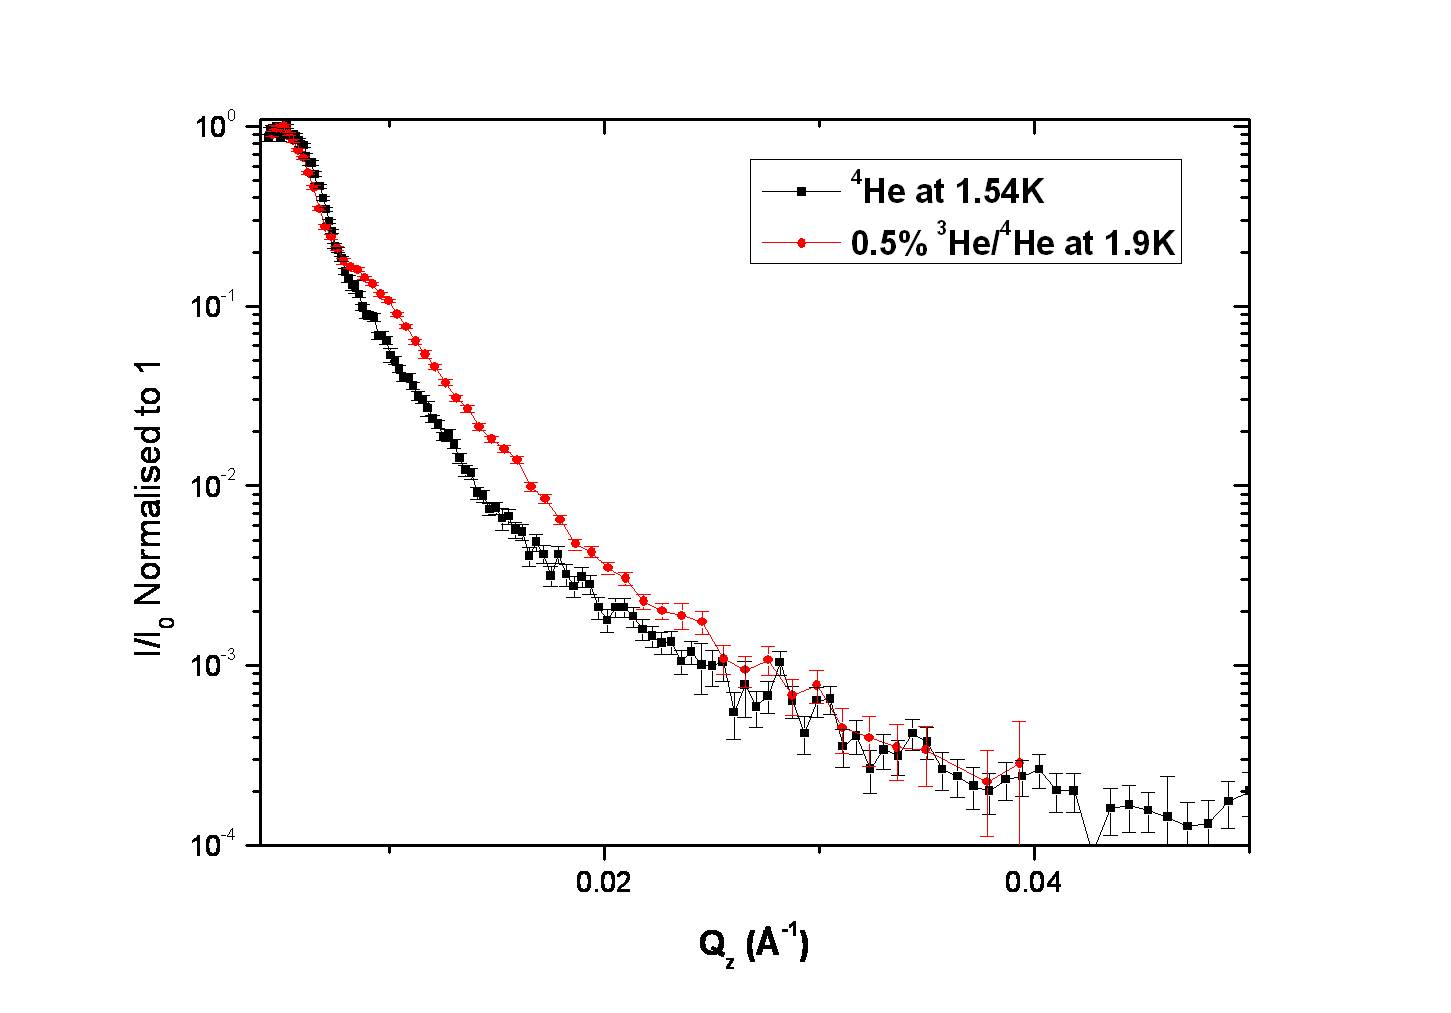 10⁰
10⁻¹
10⁻²
10⁻³
10⁻⁴
I/I₀ Normalised to 1
⁴He at 1.54K
0.5% ³He/⁴He at 1.9K
0.02
0.04
Q_z (Å⁻¹)